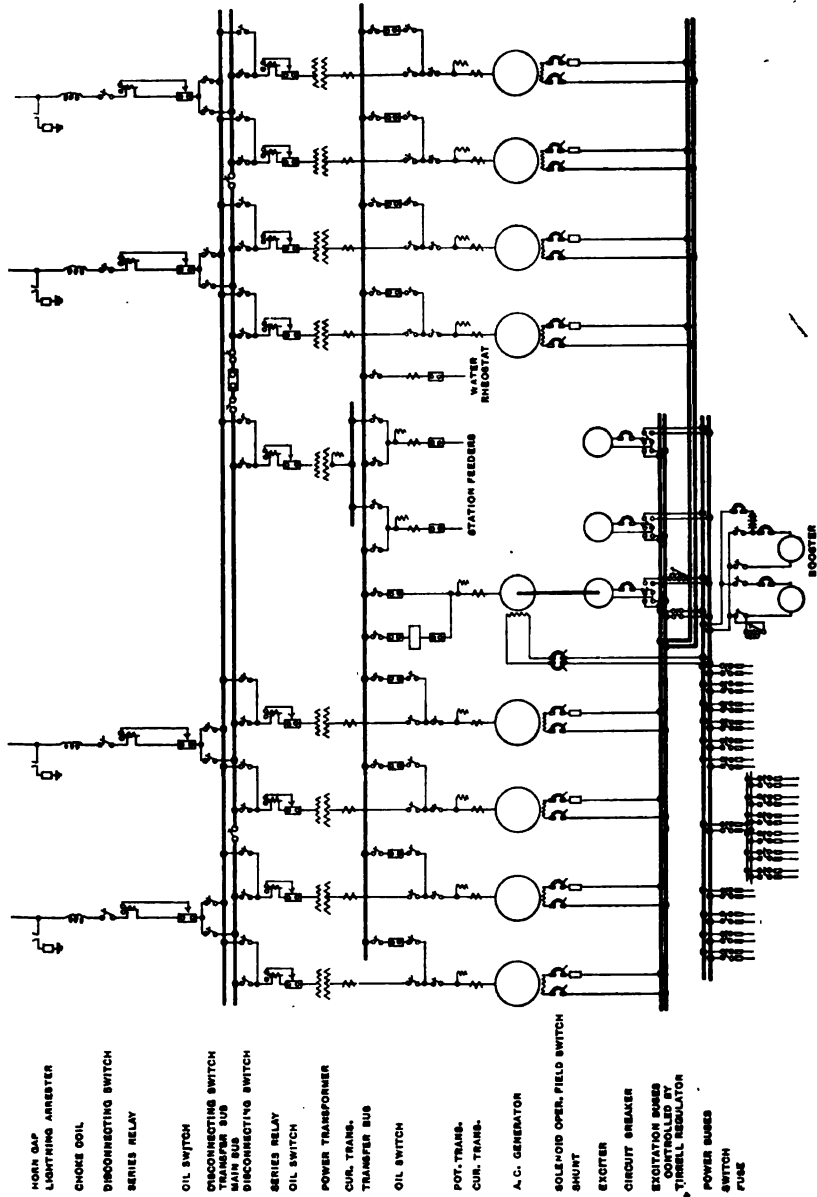 HORN GAP
LIGHTNING ARRESTER
CHOKE COIL
DISCONNECTING SWITCH
SERIES RELAY
OIL SWITCH
DISCONNECTING SWITCH
TRANSFER BUS
MAIN BUS
DISCONNECTING SWITCH
SERIES RELAY
OIL SWITCH
POWER TRANSFORMER
CUR. TRANS.
TRANSFER BUS
OIL SWITCH
POT. TRANS.
CUR. TRANS.
A.C. GENERATOR
SOLENOID OPER. FIELD SWITCH
SHUNT
EXCITER
CIRCUIT BREAKER
EXCITATION BUSES
CONTROLLED BY
TIRRELL REGULATOR
POWER BUSES
SWITCH
FUSE
STATION FEEDERS
WATER
RHEOSTAT
BOOSTER